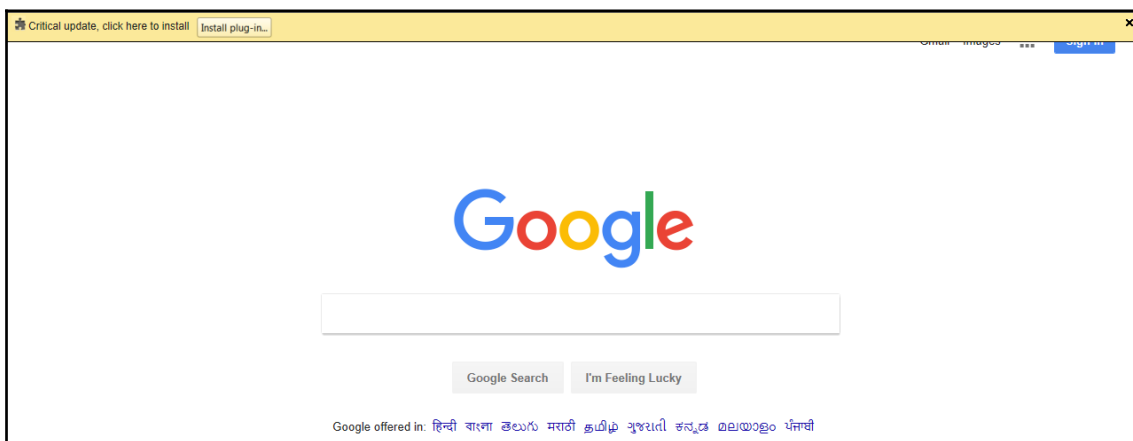 Critical update, click here to install Install plug-in...
Gmail Images Sign in
Google
Google Search I'm Feeling Lucky
Google offered in: हिन्दी বাংলা తెలుగు मराठी தமிழ் ગુજરાતી ಕನ್ನಡ മലയാളം ਪੰਜਾਬੀ